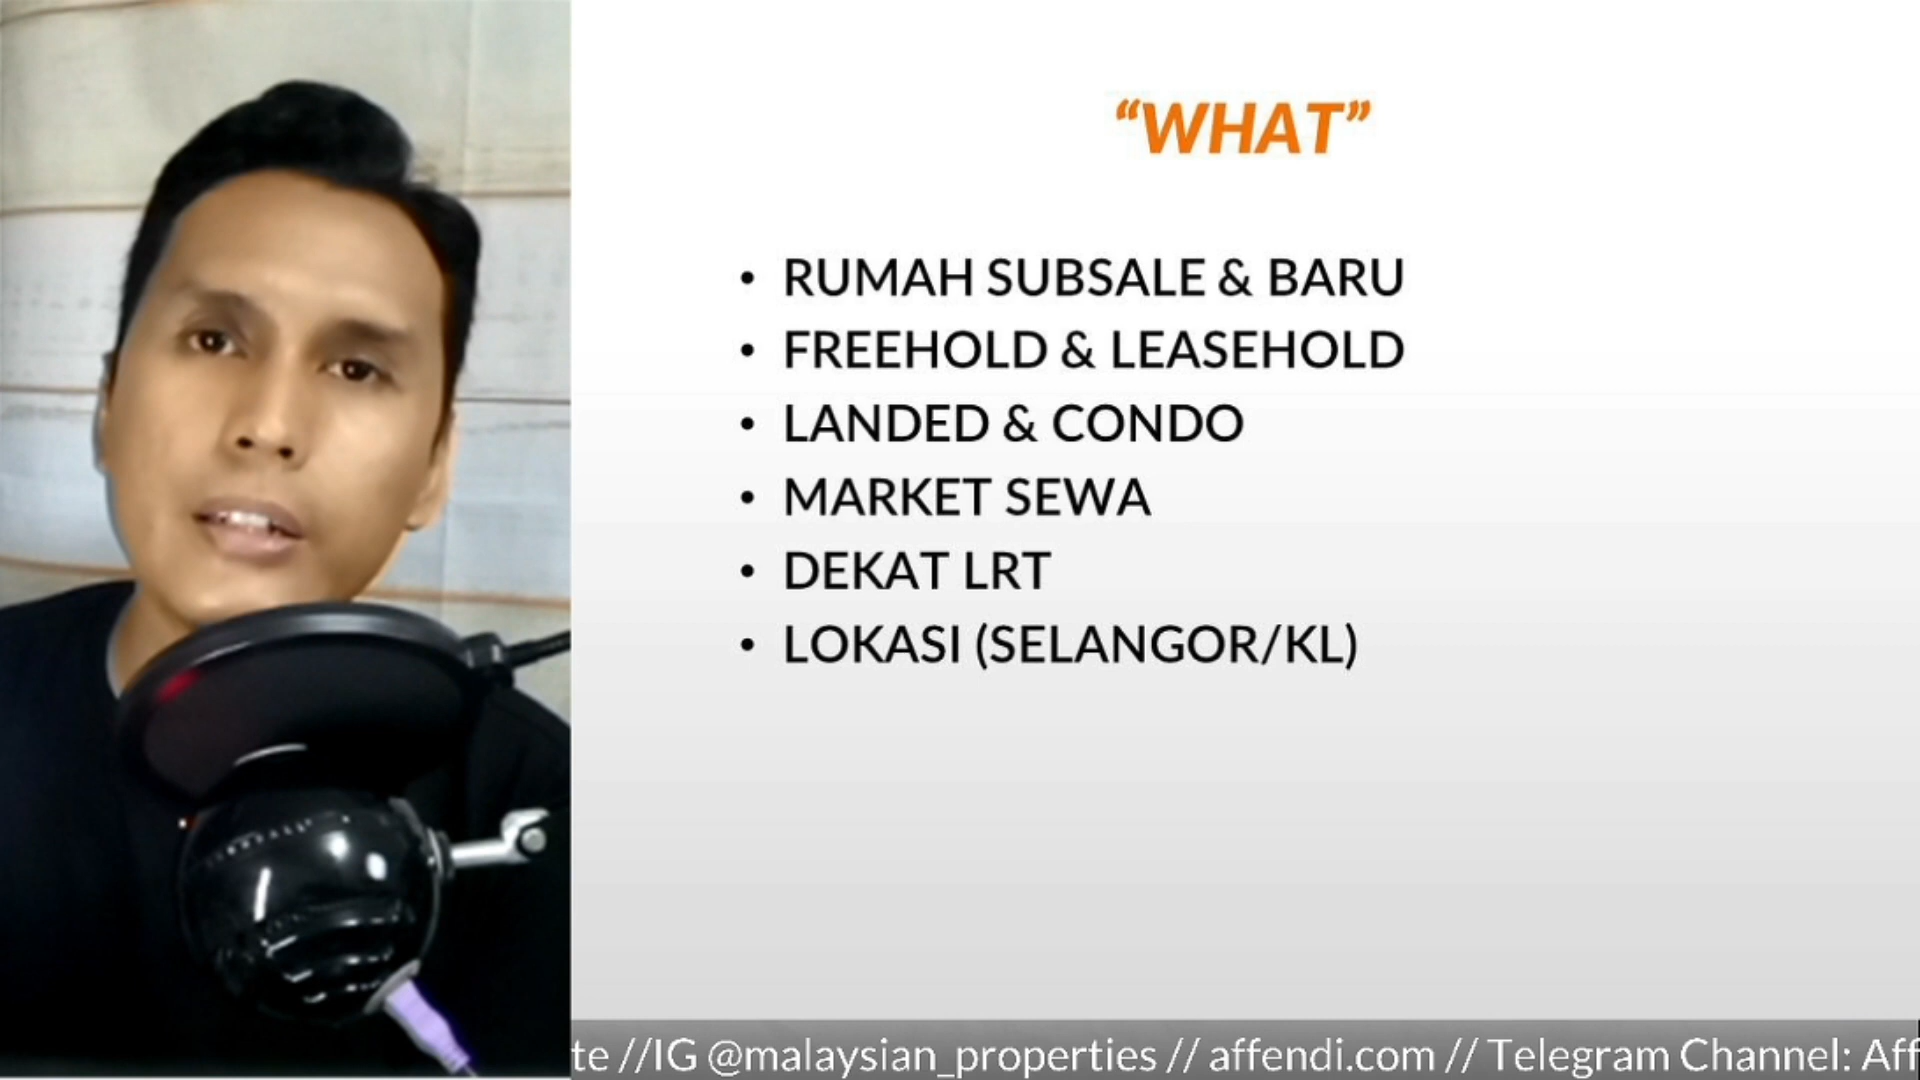 “WHAT”
• RUMAH SUBSALE & BARU
• FREEHOLD & LEASEHOLD
• LANDED & CONDO
• MARKET SEWA
• DEKAT LRT
• LOKASI (SELANGOR/KL)
te //IG @malaysian_properties // affendi.com // Telegram Channel: Aff